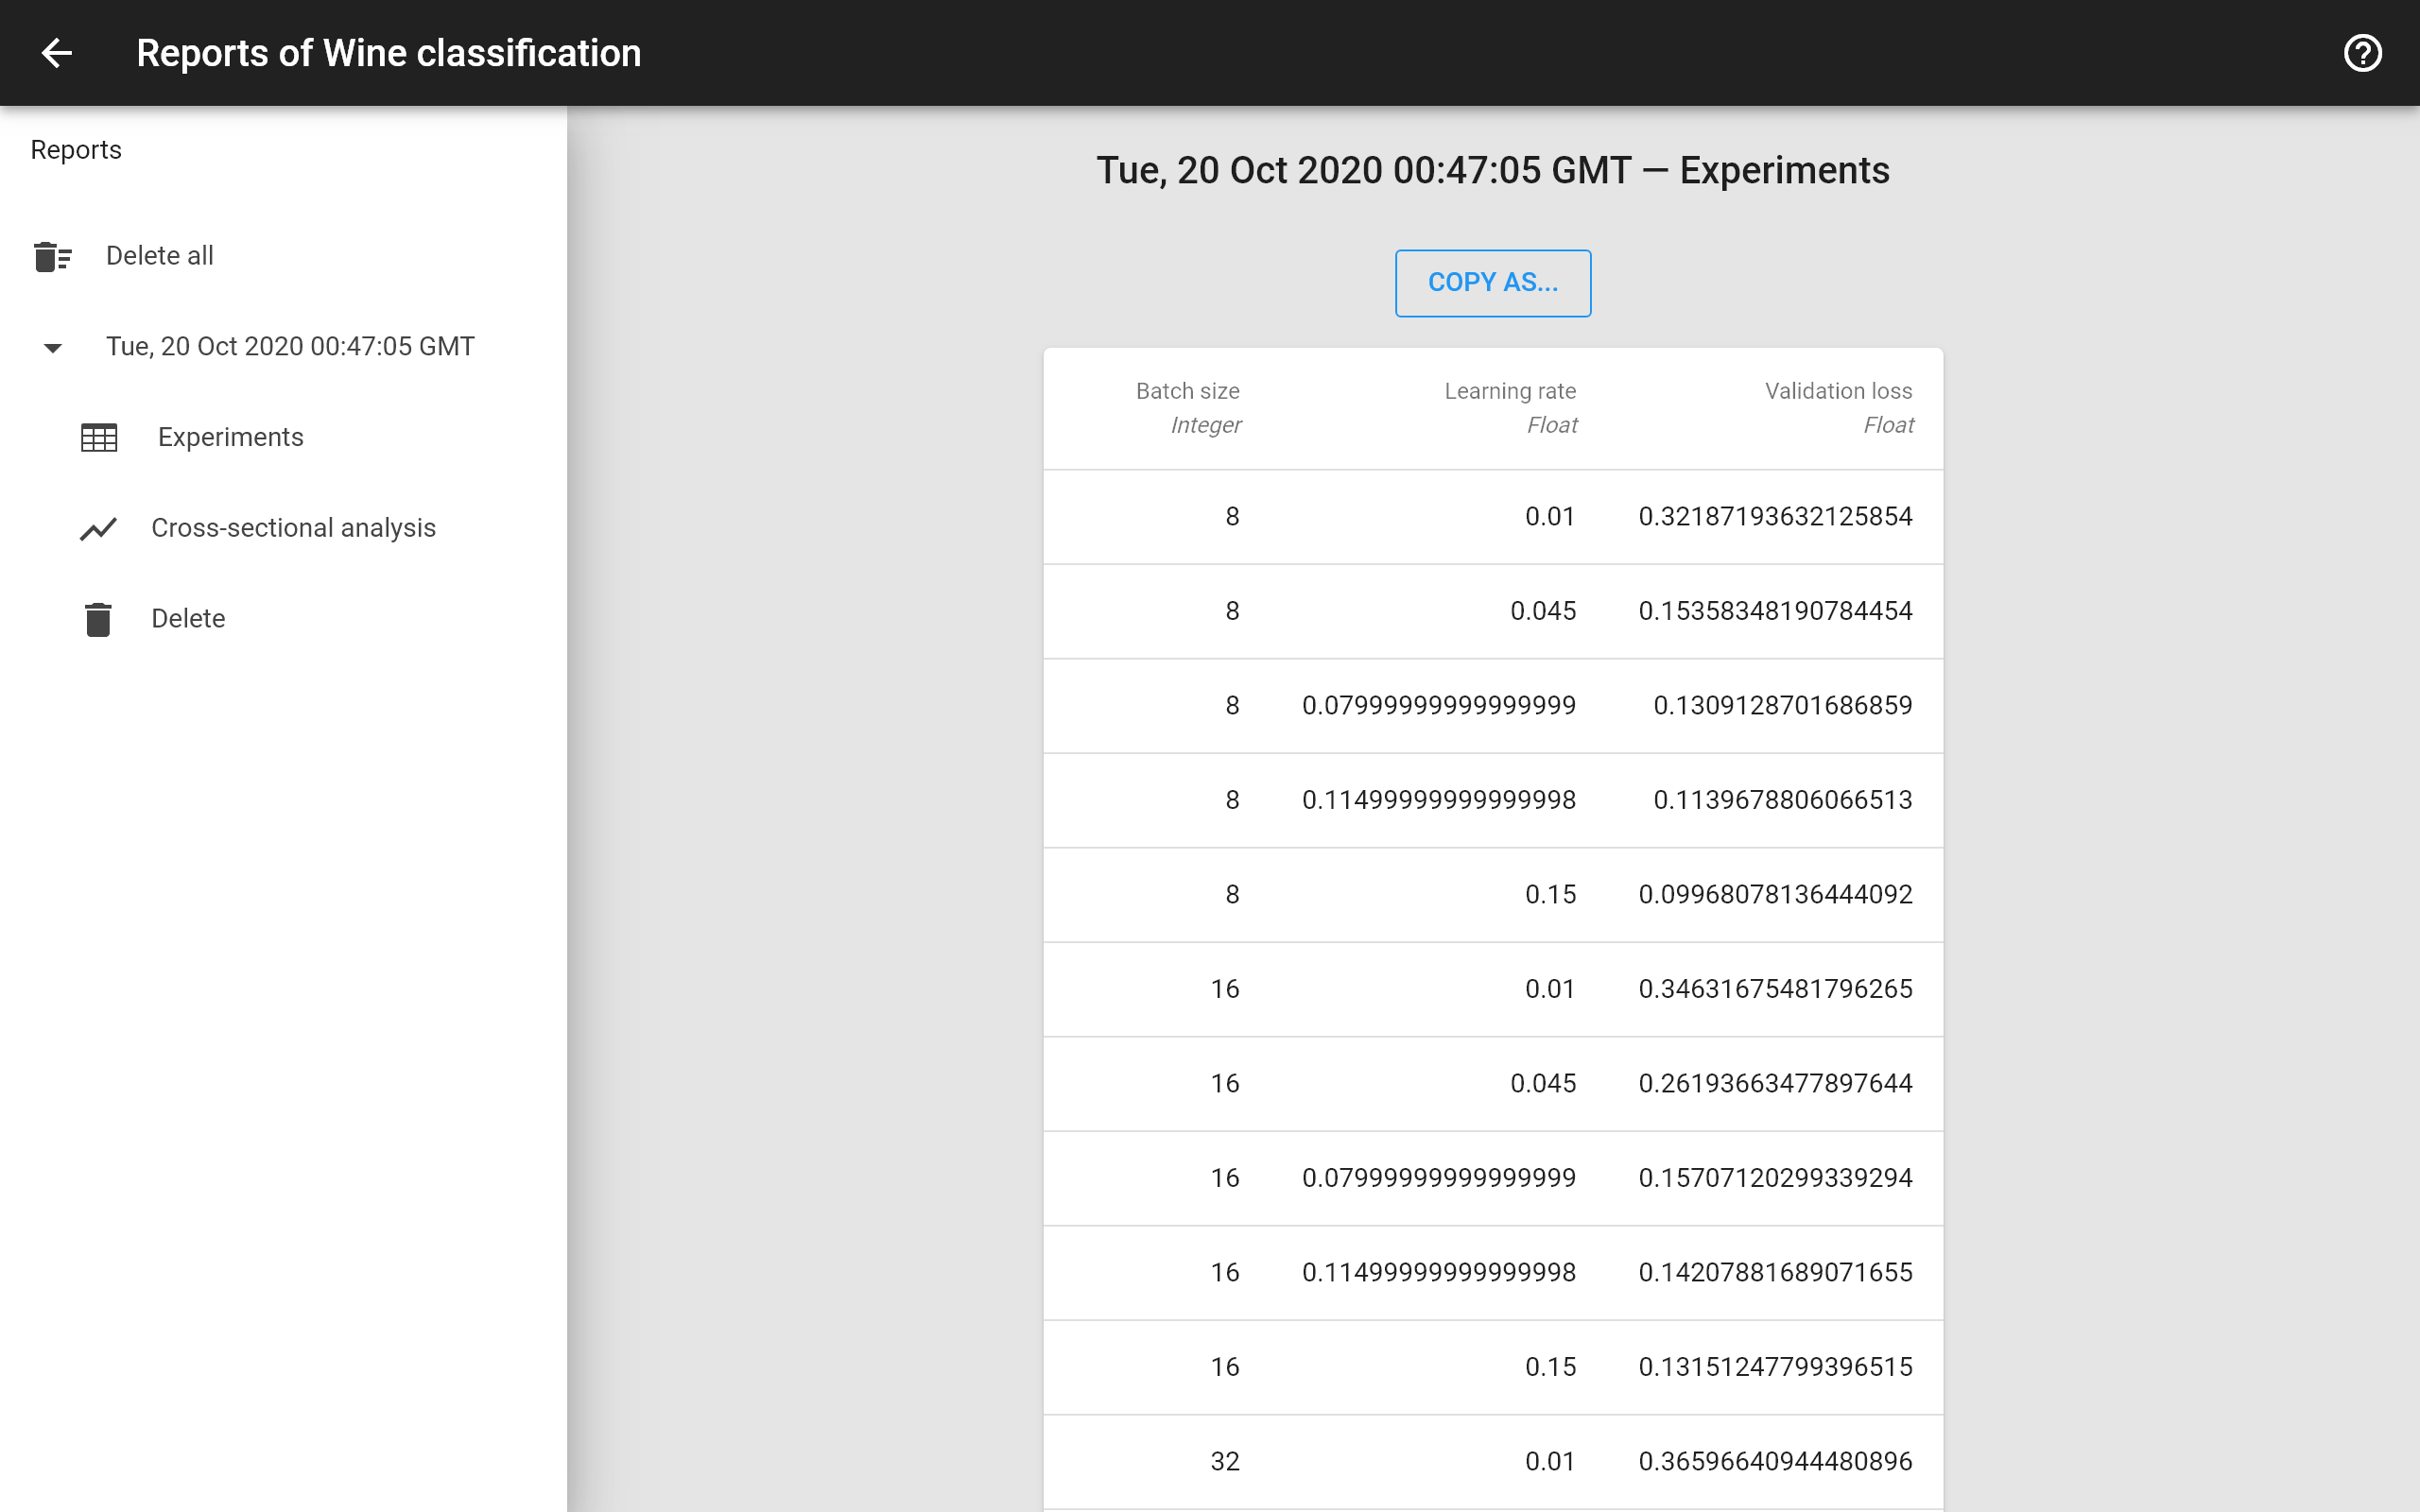 Reports of Wine classification
Reports
Delete all
Tue, 20 Oct 2020 00:47:05 GMT
Experiments
Cross-sectional analysis
Delete
Tue, 20 Oct 2020 00:47:05 GMT — Experiments
COPY AS...
Batch size Learning rate Validation loss
Integer Float Float
8 0.01 0.32187193632125854
8 0.045 0.15358348190784454
8 0.07999999999999999 0.1309128701686859
8 0.11499999999999998 0.1139678806066513
8 0.15 0.09968078136444092
16 0.01 0.34631675481796265
16 0.045 0.26193663477897644
16 0.07999999999999999 0.15707120299339294
16 0.11499999999999998 0.14207881689071655
16 0.15 0.13151247799396515
32 0.01 0.36596640944480896